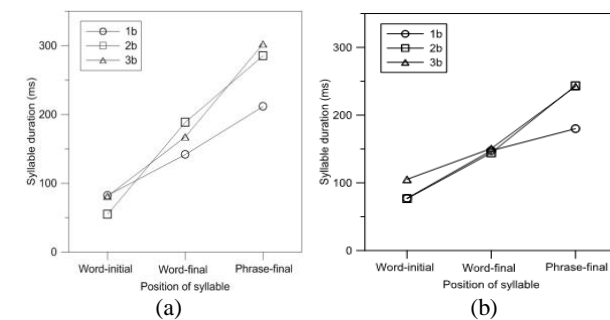 1b
2b
3b
300
200
100
0
Syllable duration (ms)
Word-initial Word-final Phrase-final
Position of syllable
(a)
1b
2b
3b
300
200
100
0
Syllable duration (ms)
Word-initial Word-final Phrase-final
Position of syllable
(b)